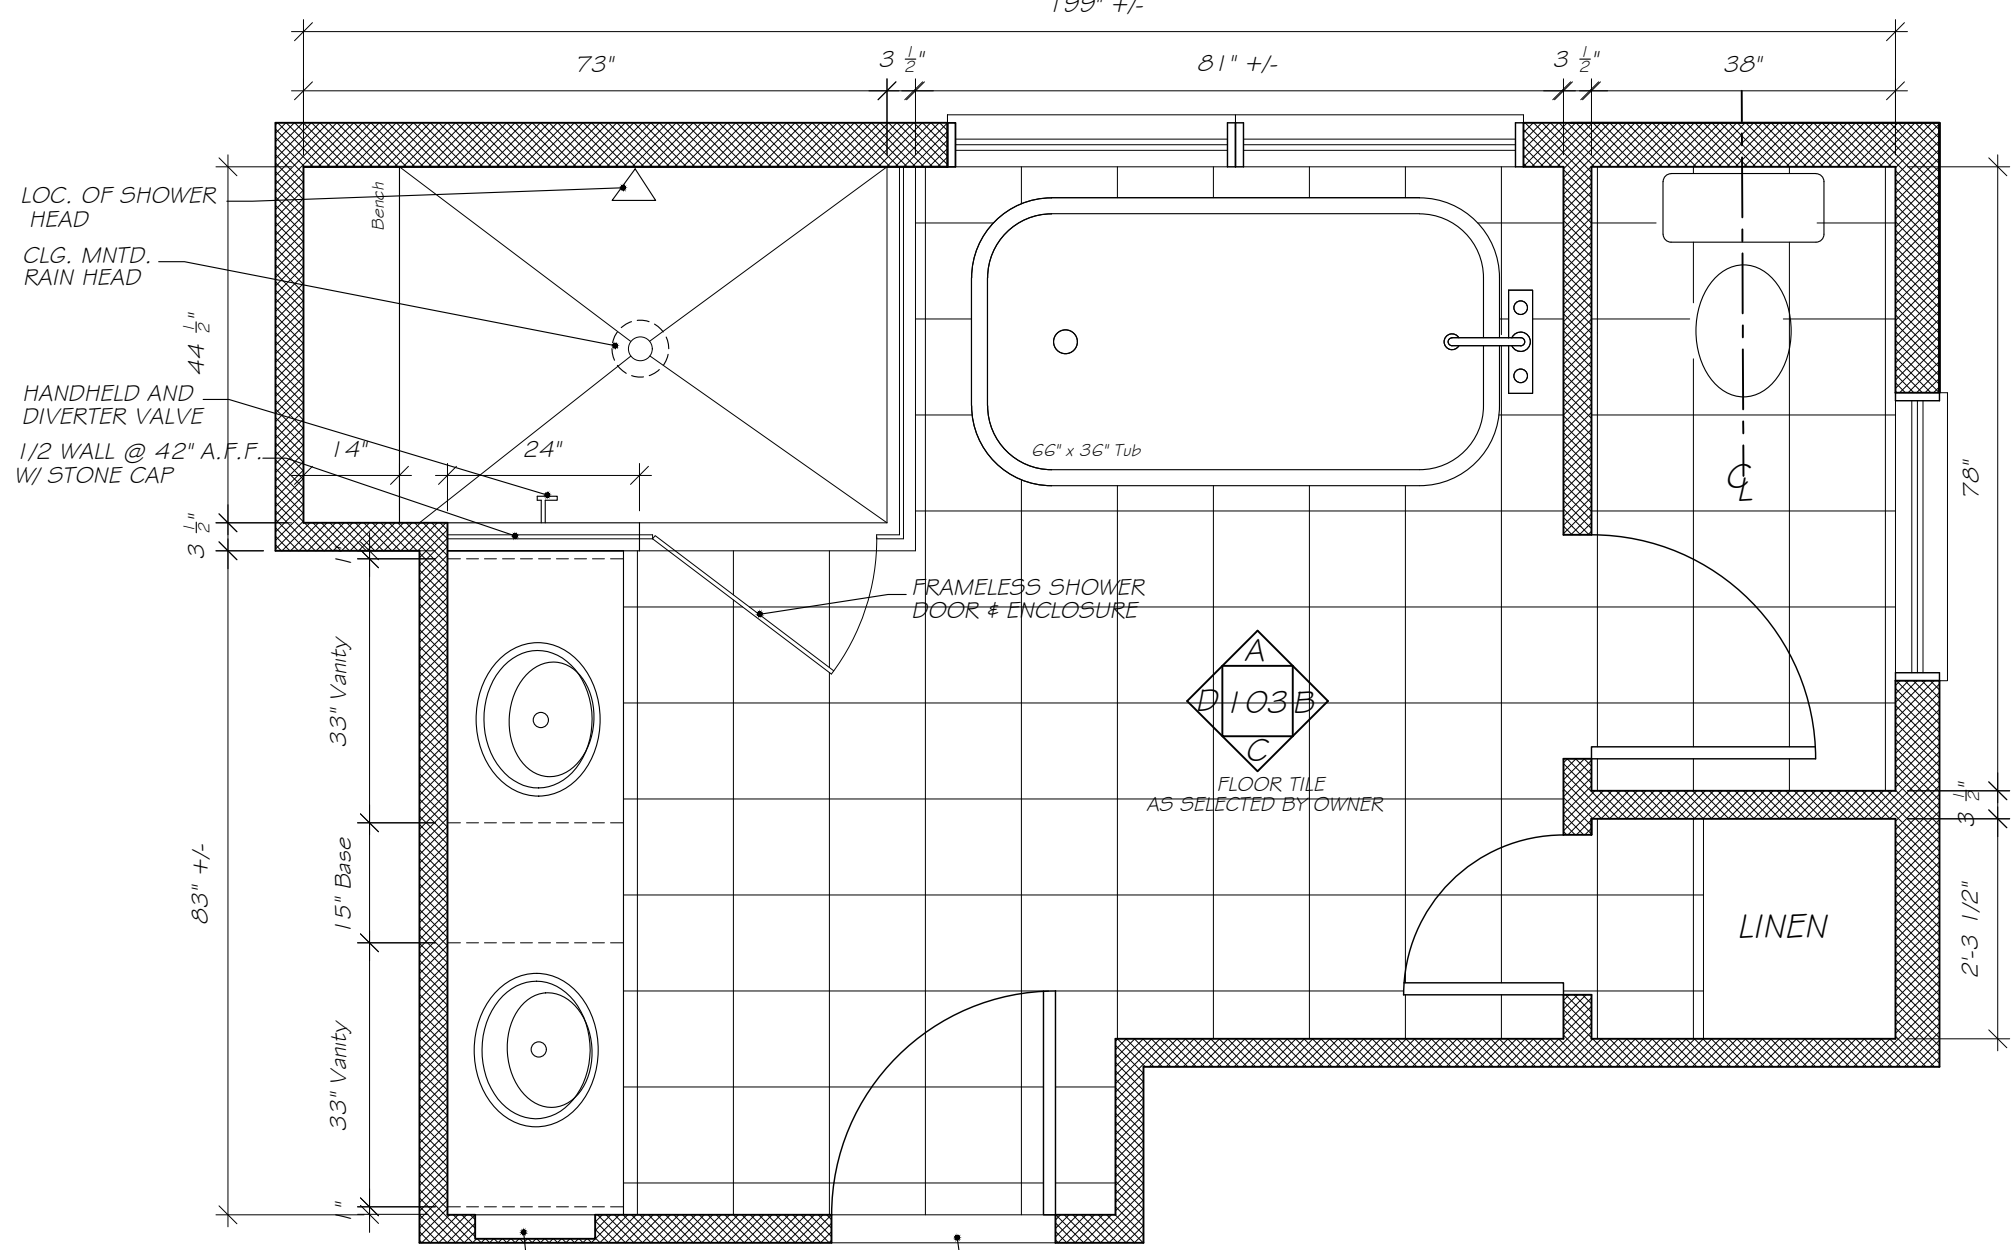 199" +/-
73"
3 1/2"
81" +/-
3 1/2"
38"
LOC. OF SHOWER
HEAD
CLG. MNTD.
RAIN HEAD
Bench
44 1/2"
HANDHELD AND
DIVERTER VALVE
1/2 WALL @ 42" A.F.F.
W/ STONE CAP
14"
24"
66" x 36" Tub
CL
78"
3 1/2"
1"
FRAMELESS SHOWER
DOOR & ENCLOSURE
33" Vanity
A
D 103 B
C
FLOOR TILE
AS SELECTED BY OWNER
3 1/2"
83" +/-
15" Base
LINEN
2'-3 1/2"
33" Vanity
1"